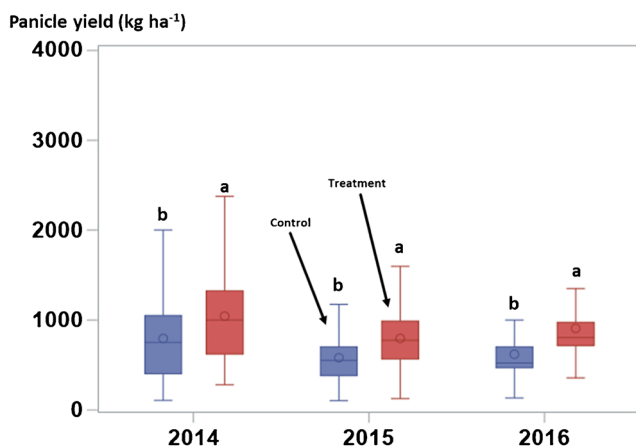 Panicle yield (kg ha⁻¹)
4000
3000
2000
1000
0
b
a
Control
Treatment
b
a
b
a
2014
2015
2016